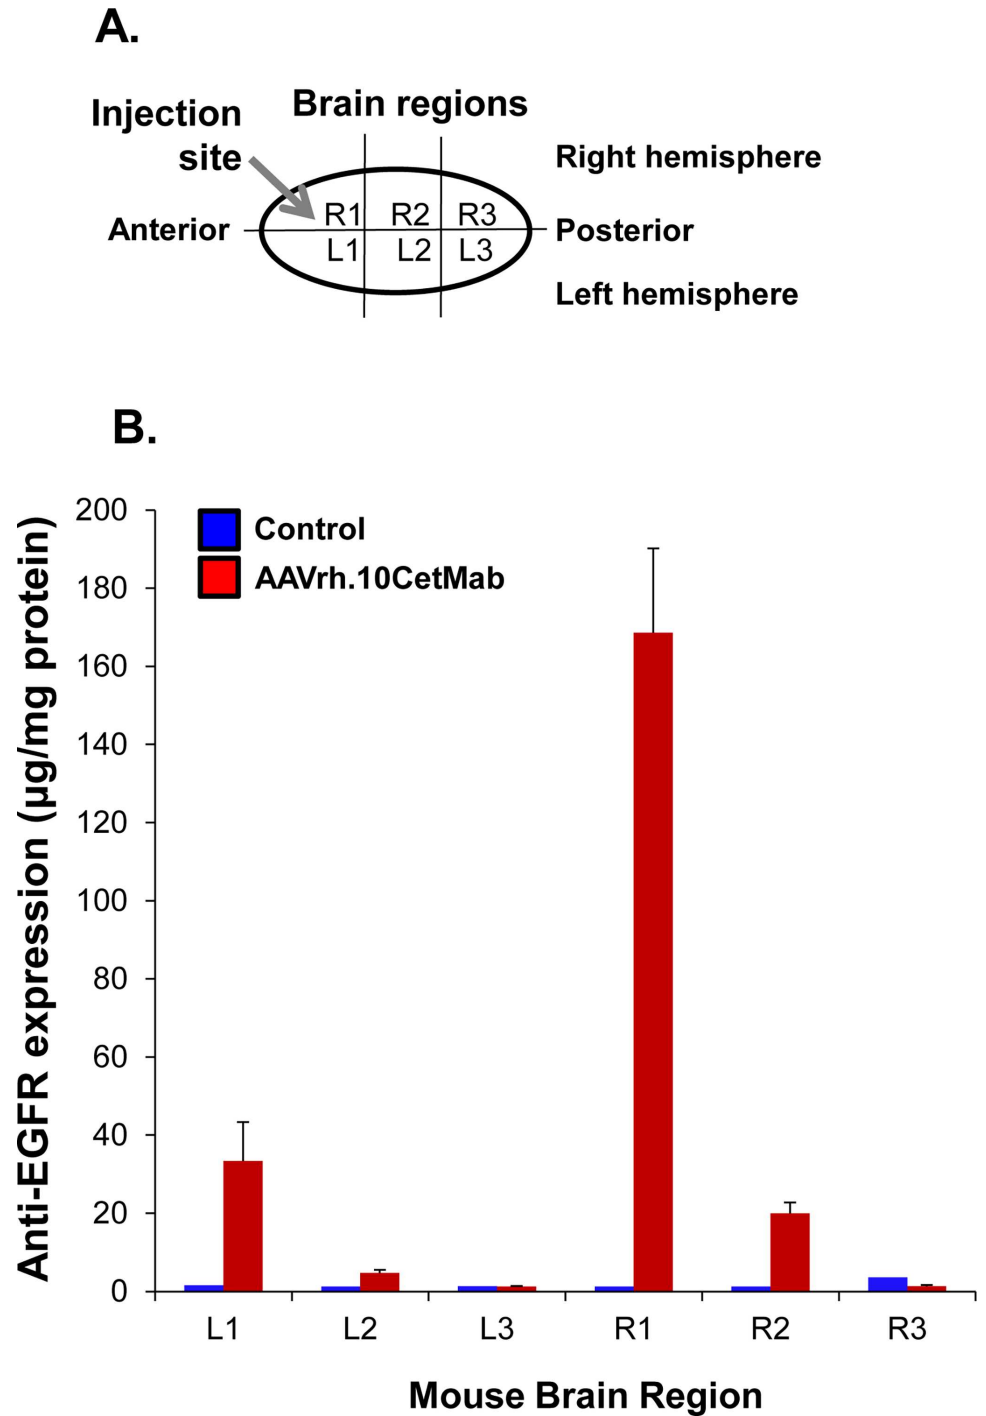 A.
Injection
site
Brain regions
Right hemisphere
Anterior
R1 R2 R3
Posterior
L1 L2 L3
Left hemisphere
B.
Control
AAVrh.10CetMab
Anti-EGFR expression (µg/mg protein)
200
180
160
140
120
100
80
60
40
20
0
L1 L2 L3 R1 R2 R3
Mouse Brain Region